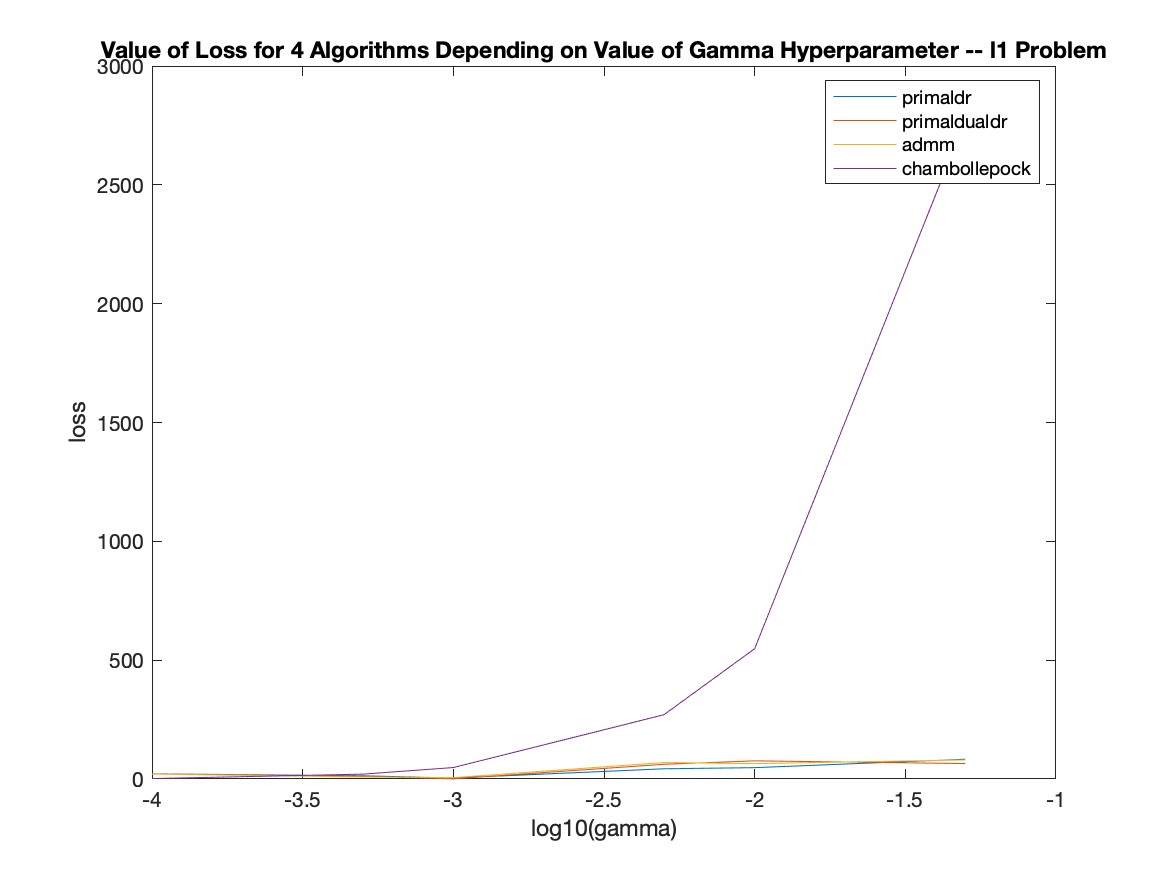 Value of Loss for 4 Algorithms Depending on Value of Gamma Hyperparameter -- l1 Problem
3000
2500
2000
1500
1000
500
0
loss
primaldr
primaldualdr
admm
chambollepock
-4
-3.5
-3
-2.5
-2
-1.5
-1
log10(gamma)